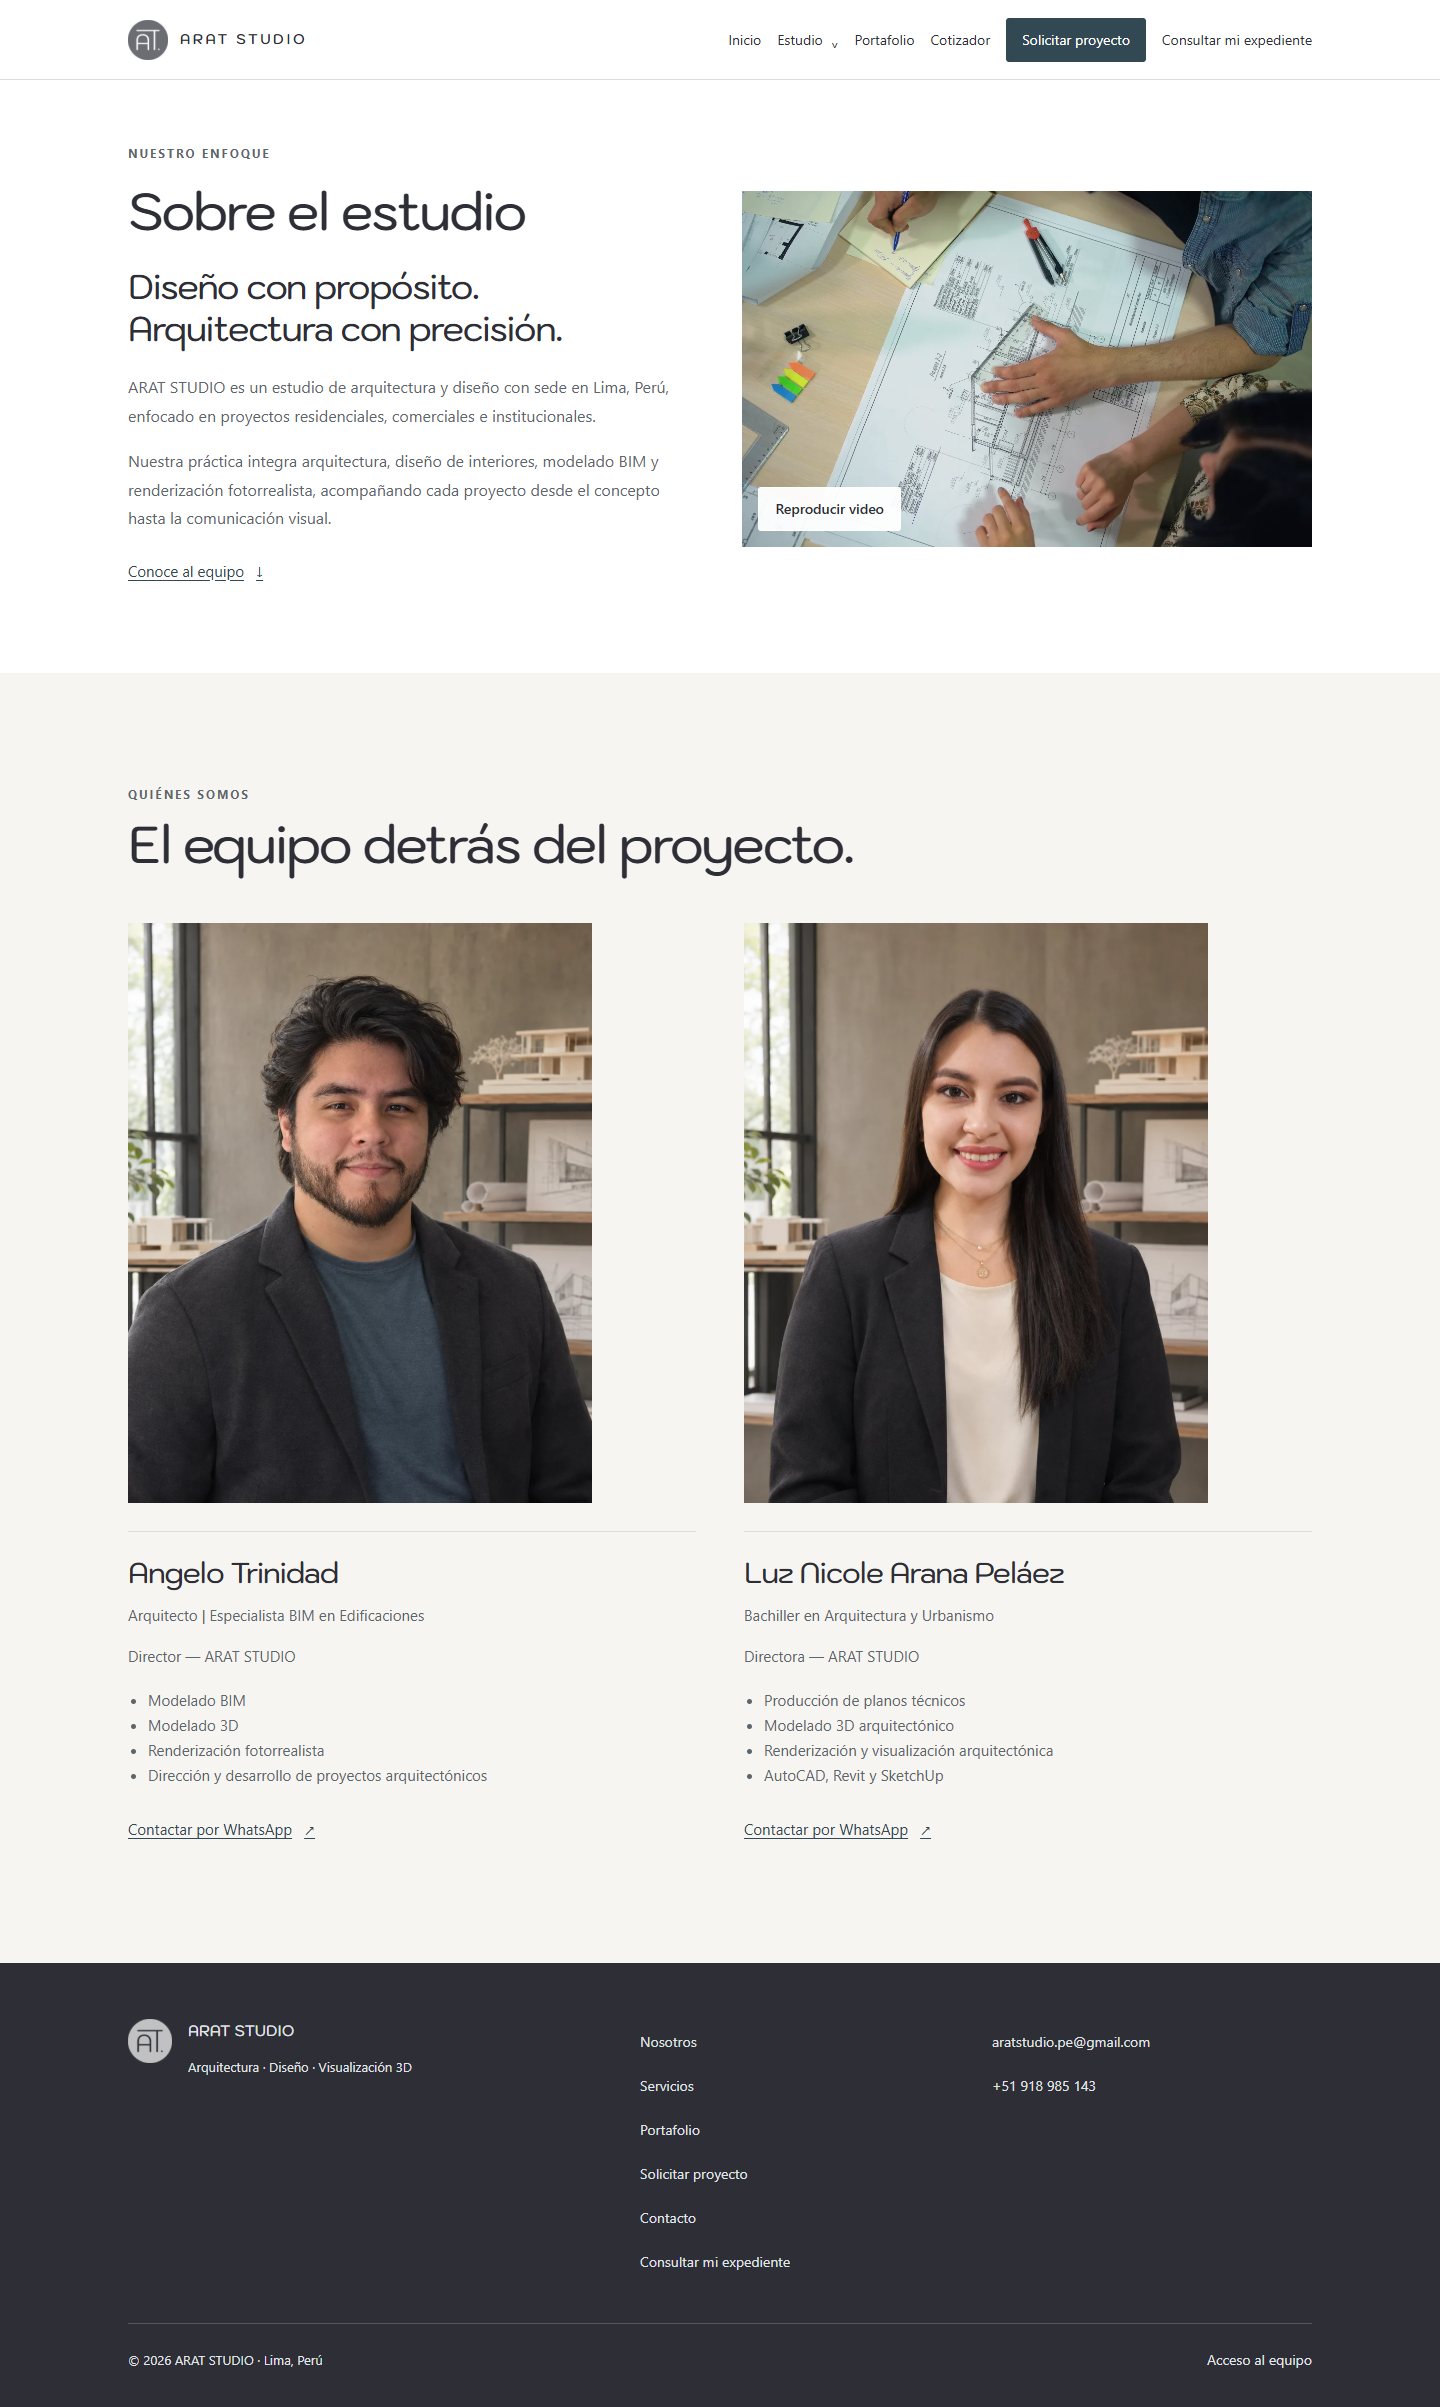 AT.
ARAT STUDIO
Inicio
Estudio v
Portafolio
Cotizador
Solicitar proyecto
Consultar mi expediente
NUESTRO ENFOQUE
Sobre el estudio
Diseño con propósito.
Arquitectura con precisión.
ARAT STUDIO es un estudio de arquitectura y diseño con sede en Lima, Perú,
enfocado en proyectos residenciales, comerciales e institucionales.
Nuestra práctica integra arquitectura, diseño de interiores, modelado BIM y
renderización fotorrealista, acompañando cada proyecto desde el concepto
hasta la comunicación visual.
Conoce al equipo ↓
Reproducir video
QUIÉNES SOMOS
El equipo detrás del proyecto.
Angelo Trinidad
Arquitecto | Especialista BIM en Edificaciones
Director — ARAT STUDIO
• Modelado BIM
• Modelado 3D
• Renderización fotorrealista
• Dirección y desarrollo de proyectos arquitectónicos
Contactar por WhatsApp ↗
Luz Nicole Arana Peláez
Bachiller en Arquitectura y Urbanismo
Directora — ARAT STUDIO
• Producción de planos técnicos
• Modelado 3D arquitectónico
• Renderización y visualización arquitectónica
• AutoCAD, Revit y SketchUp
Contactar por WhatsApp ↗
AT.
ARAT STUDIO
Arquitectura · Diseño · Visualización 3D
Nosotros
Servicios
Portafolio
Solicitar proyecto
Contacto
Consultar mi expediente
aratstudio.pe@gmail.com
+51 918 985 143
© 2026 ARAT STUDIO · Lima, Perú
Acceso al equipo